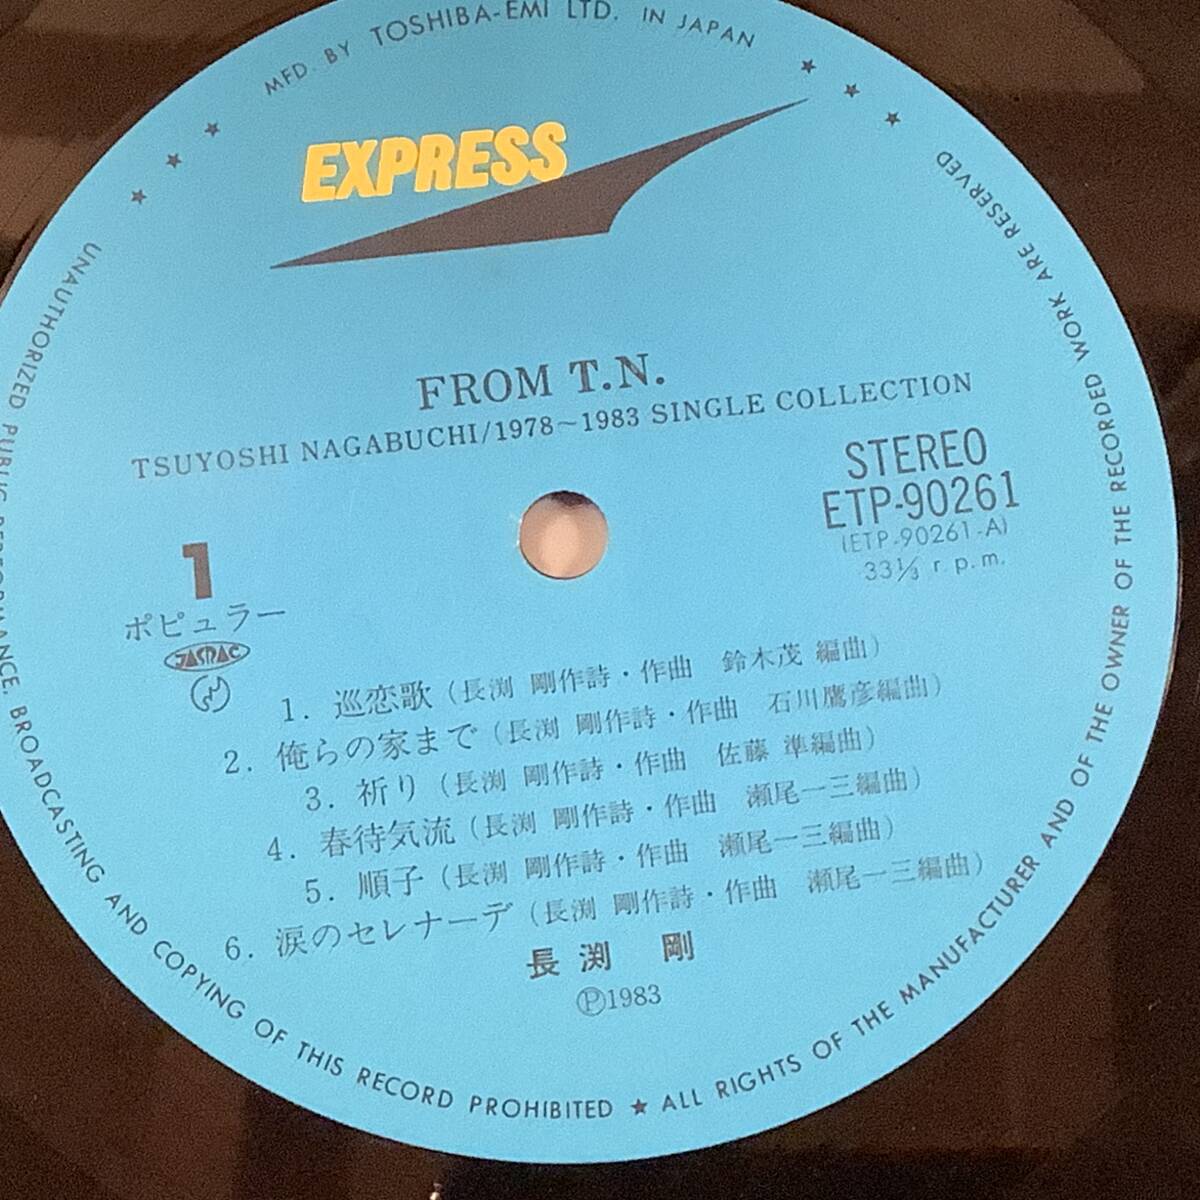 MFD. BY TOSHIBA-EMI LTD. IN JAPAN
EXPRESS
FROM T.N.
TSUYOSHI NAGABUCHI/1978〜1983 SINGLE COLLECTION
STEREO
ETP-90261
(ETP-90261-A)
33⅓ r.p.m.
1
ポピュラー
JASRAC
1. 巡恋歌 (長渕 剛作詩・作曲 鈴木茂 編曲)
2. 俺らの家まで (長渕 剛作詩・作曲 石川鷹彦編曲)
3. 祈り (長渕 剛作詩・作曲 佐藤 準編曲)
4. 春待気流 (長渕 剛作詩・作曲 瀬尾一三編曲)
5. 順子 (長渕 剛作詩・作曲 瀬尾一三編曲)
6. 涙のセレナーデ (長渕 剛作詩・作曲 瀬尾一三編曲)
長渕 剛
Ⓟ1983
UNAUTHORIZED PUBLIC PERFORMANCE, BROADCASTING AND COPYING OF THIS RECORD PROHIBITED ★ ALL RIGHTS OF THE MANUFACTURER AND OF THE OWNER OF THE RECORDED WORK ARE RESERVED